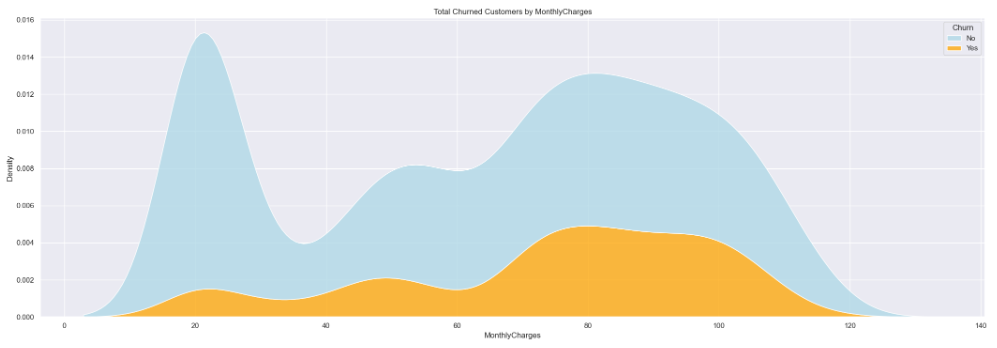 Total Churned Customers by MonthlyCharges
Churn
No
Yes
Density
0.016
0.014
0.012
0.010
0.008
0.006
0.004
0.002
0.000
0 20 40 60 80 100 120 140
MonthlyCharges